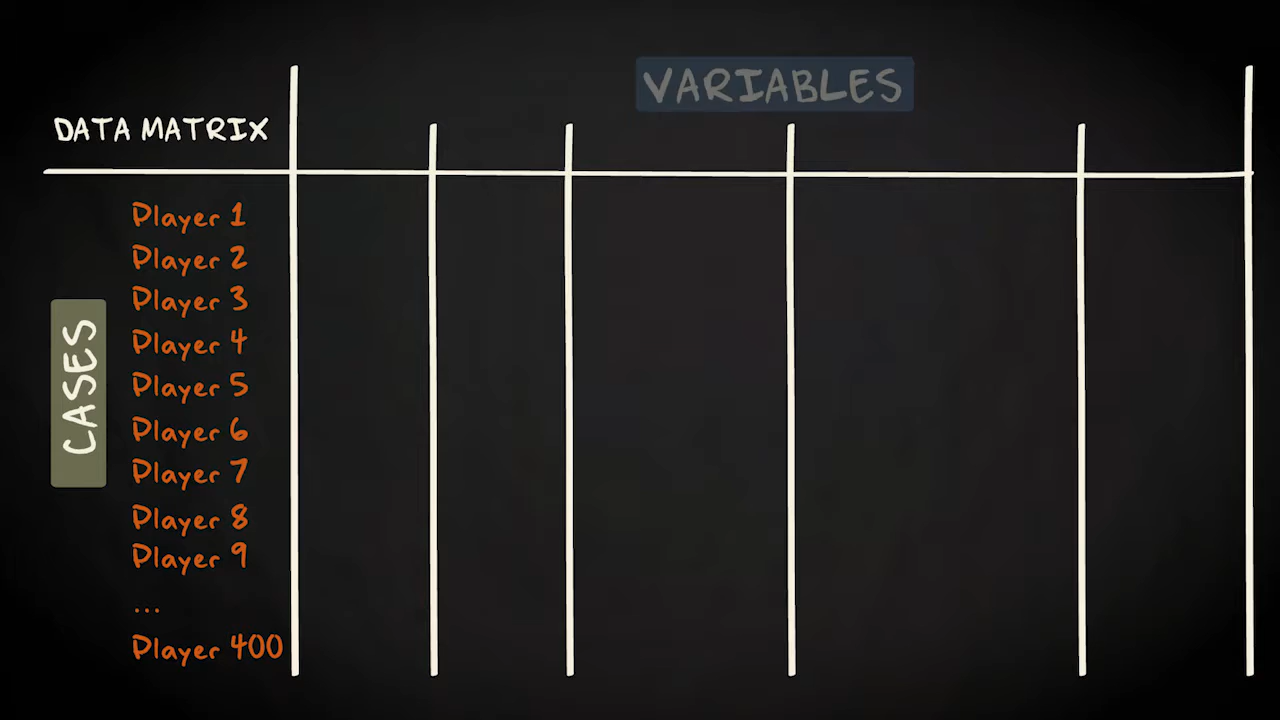 VARIABLES
DATA MATRIX
CASES
Player 1
Player 2
Player 3
Player 4
Player 5
Player 6
Player 7
Player 8
Player 9
...
Player 400